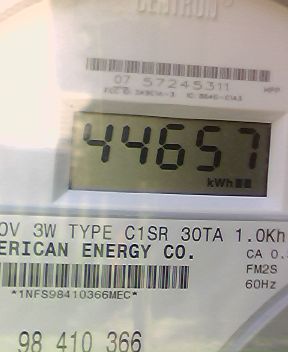 CENTRON
07 57245311
44657
kWh
0V 3W TYPE C1SR 30TA 1.0Kh
ERICAN ENERGY CO.
CA 0.
FM2S
60Hz
*1NFS98410366MEC*
98 410 366